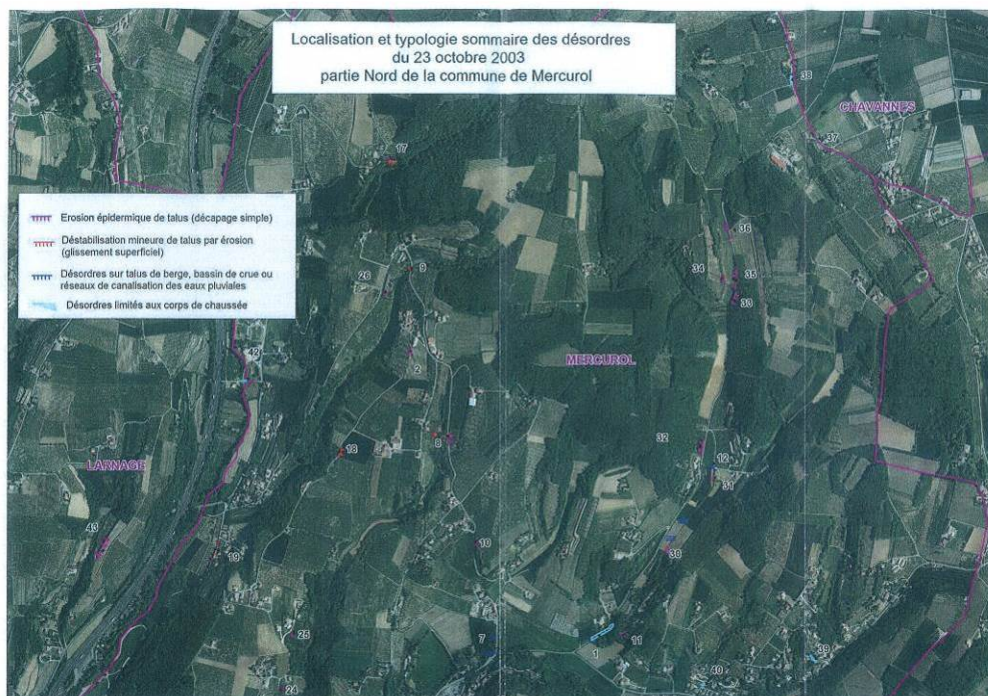 Localisation et typologie sommaire des désordres
du 23 octobre 2003
partie Nord de la commune de Mercurol
38
CHAVANNES
37
17
Erosion épidermique de talus (décapage simple)
Déstabilisation mineure de talus par érosion
(glissement superficiel)
Désordres sur talus de berge, bassin de crue ou
réseaux de canalisation des eaux pluviales
Désordres limités aux corps de chaussée
36
34
35
33
26
9
42
2
MERCUROL
8
32
18
12
LARNAGE
31
43
19
10
30
25
7
1
11
39
40
24